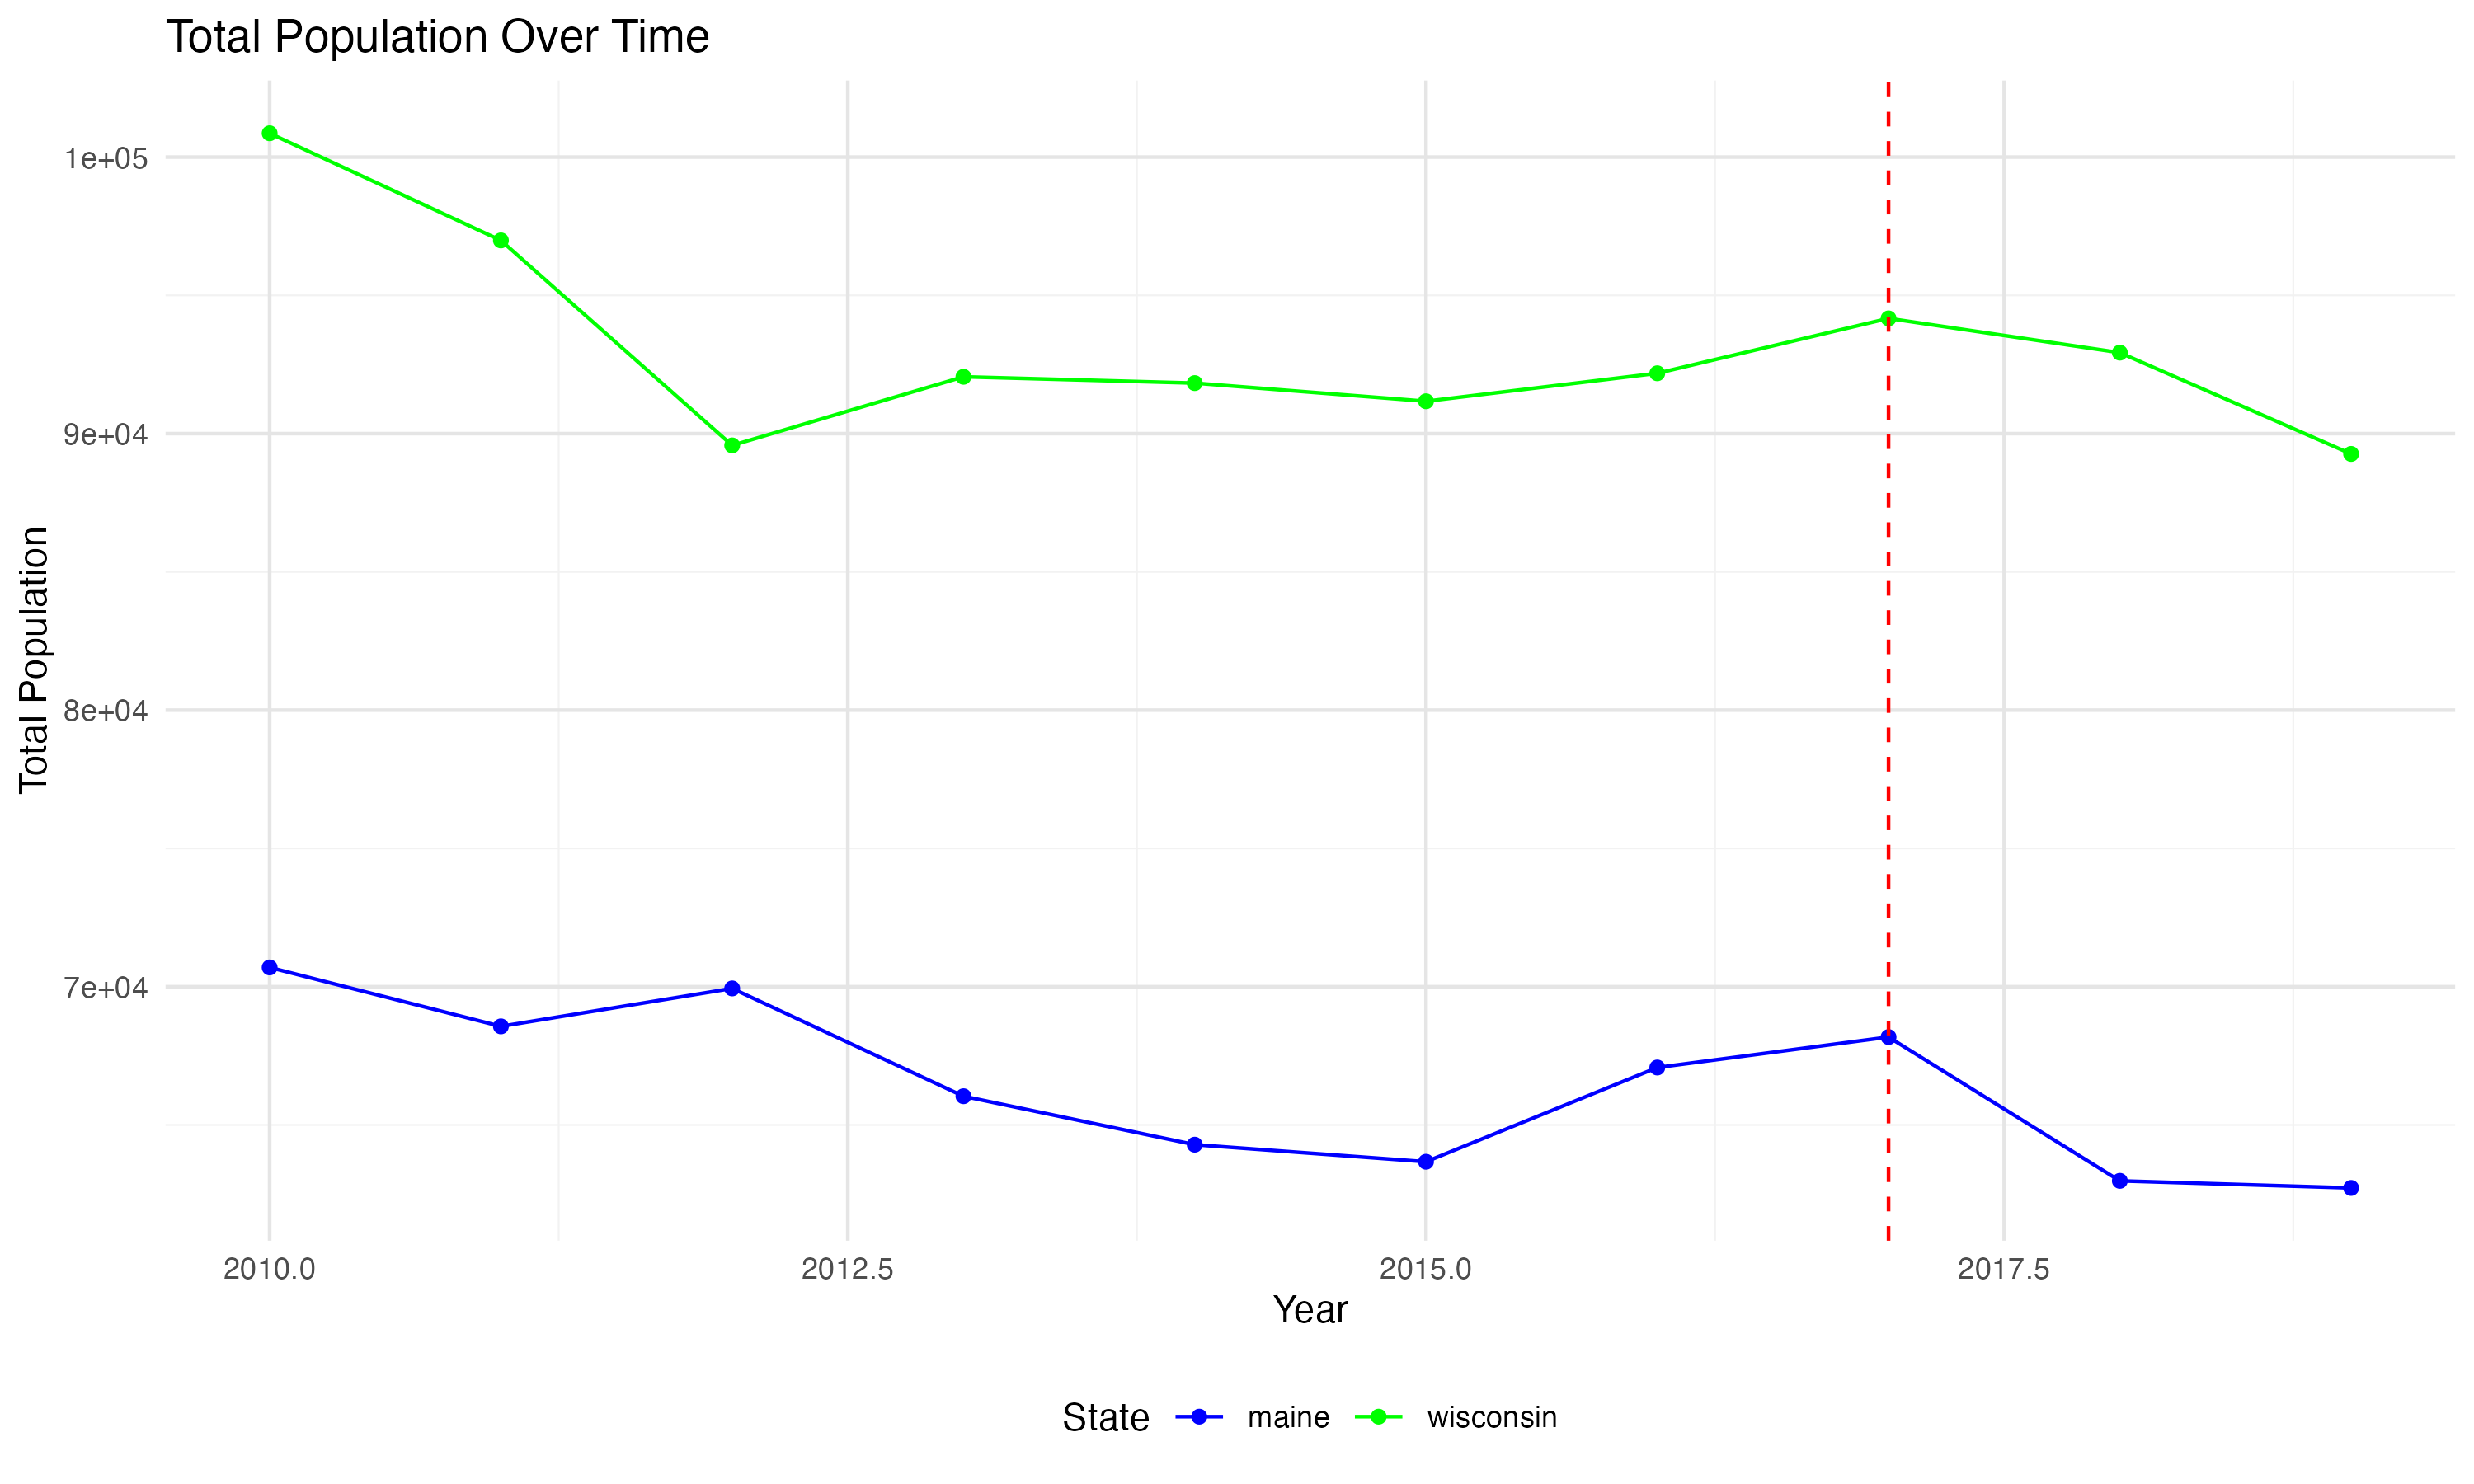 Total Population Over Time
Total Population
1e+05
9e+04
8e+04
7e+04
2010.0 2012.5 2015.0 2017.5
Year
State maine wisconsin